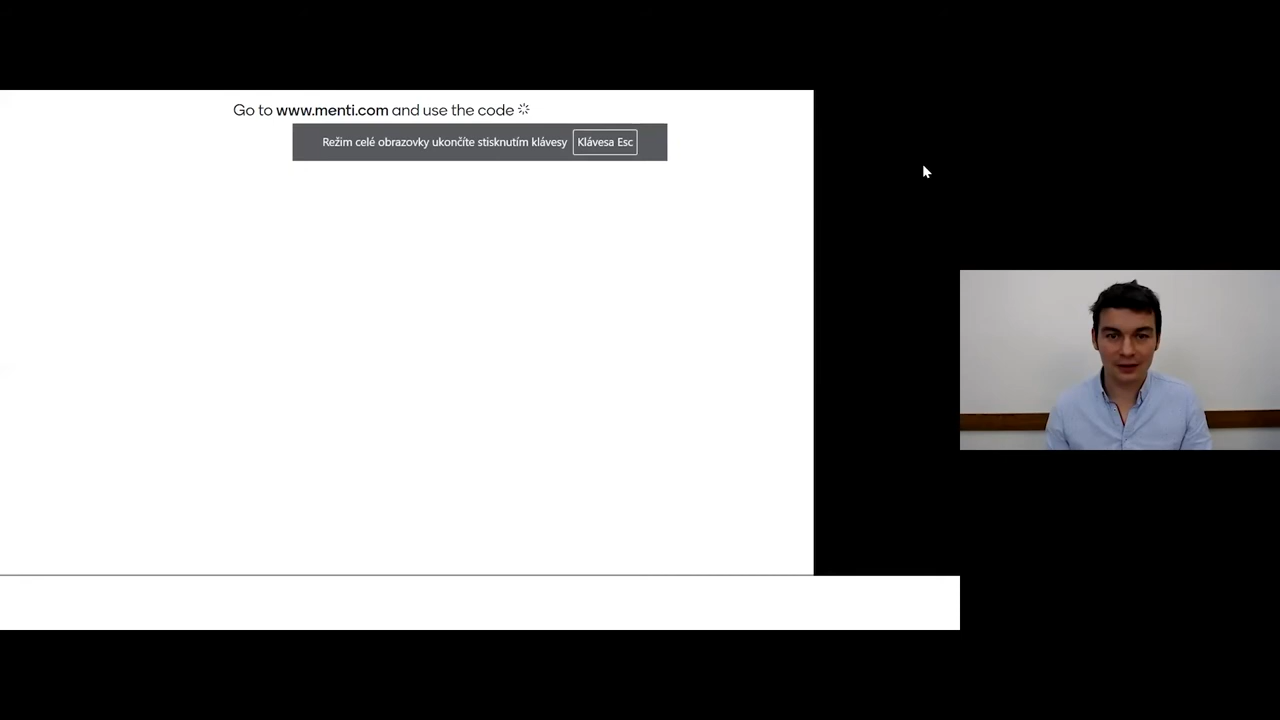 Go to www.menti.com and use the code
Režim celé obrazovky ukončíte stisknutím klávesy Klávesa Esc